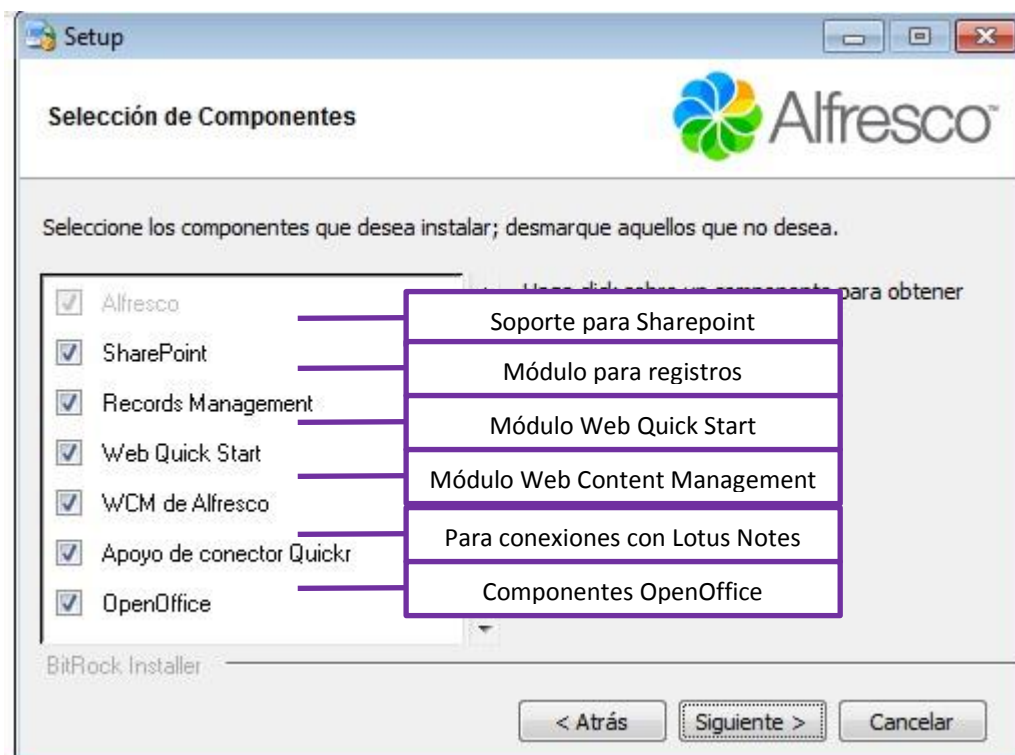 Setup
Selección de Componentes
Alfresco™
Seleccione los componentes que desea instalar; desmarque aquellos que no desea.
Alfresco
SharePoint
Records Management
Web Quick Start
WCM de Alfresco
Apoyo de conector Quickr
OpenOffice
para obtener
Soporte para Sharepoint
Módulo para registros
Módulo Web Quick Start
Módulo Web Content Management
Para conexiones con Lotus Notes
Componentes OpenOffice
BitRock Installer
< Atrás
Siguiente >
Cancelar